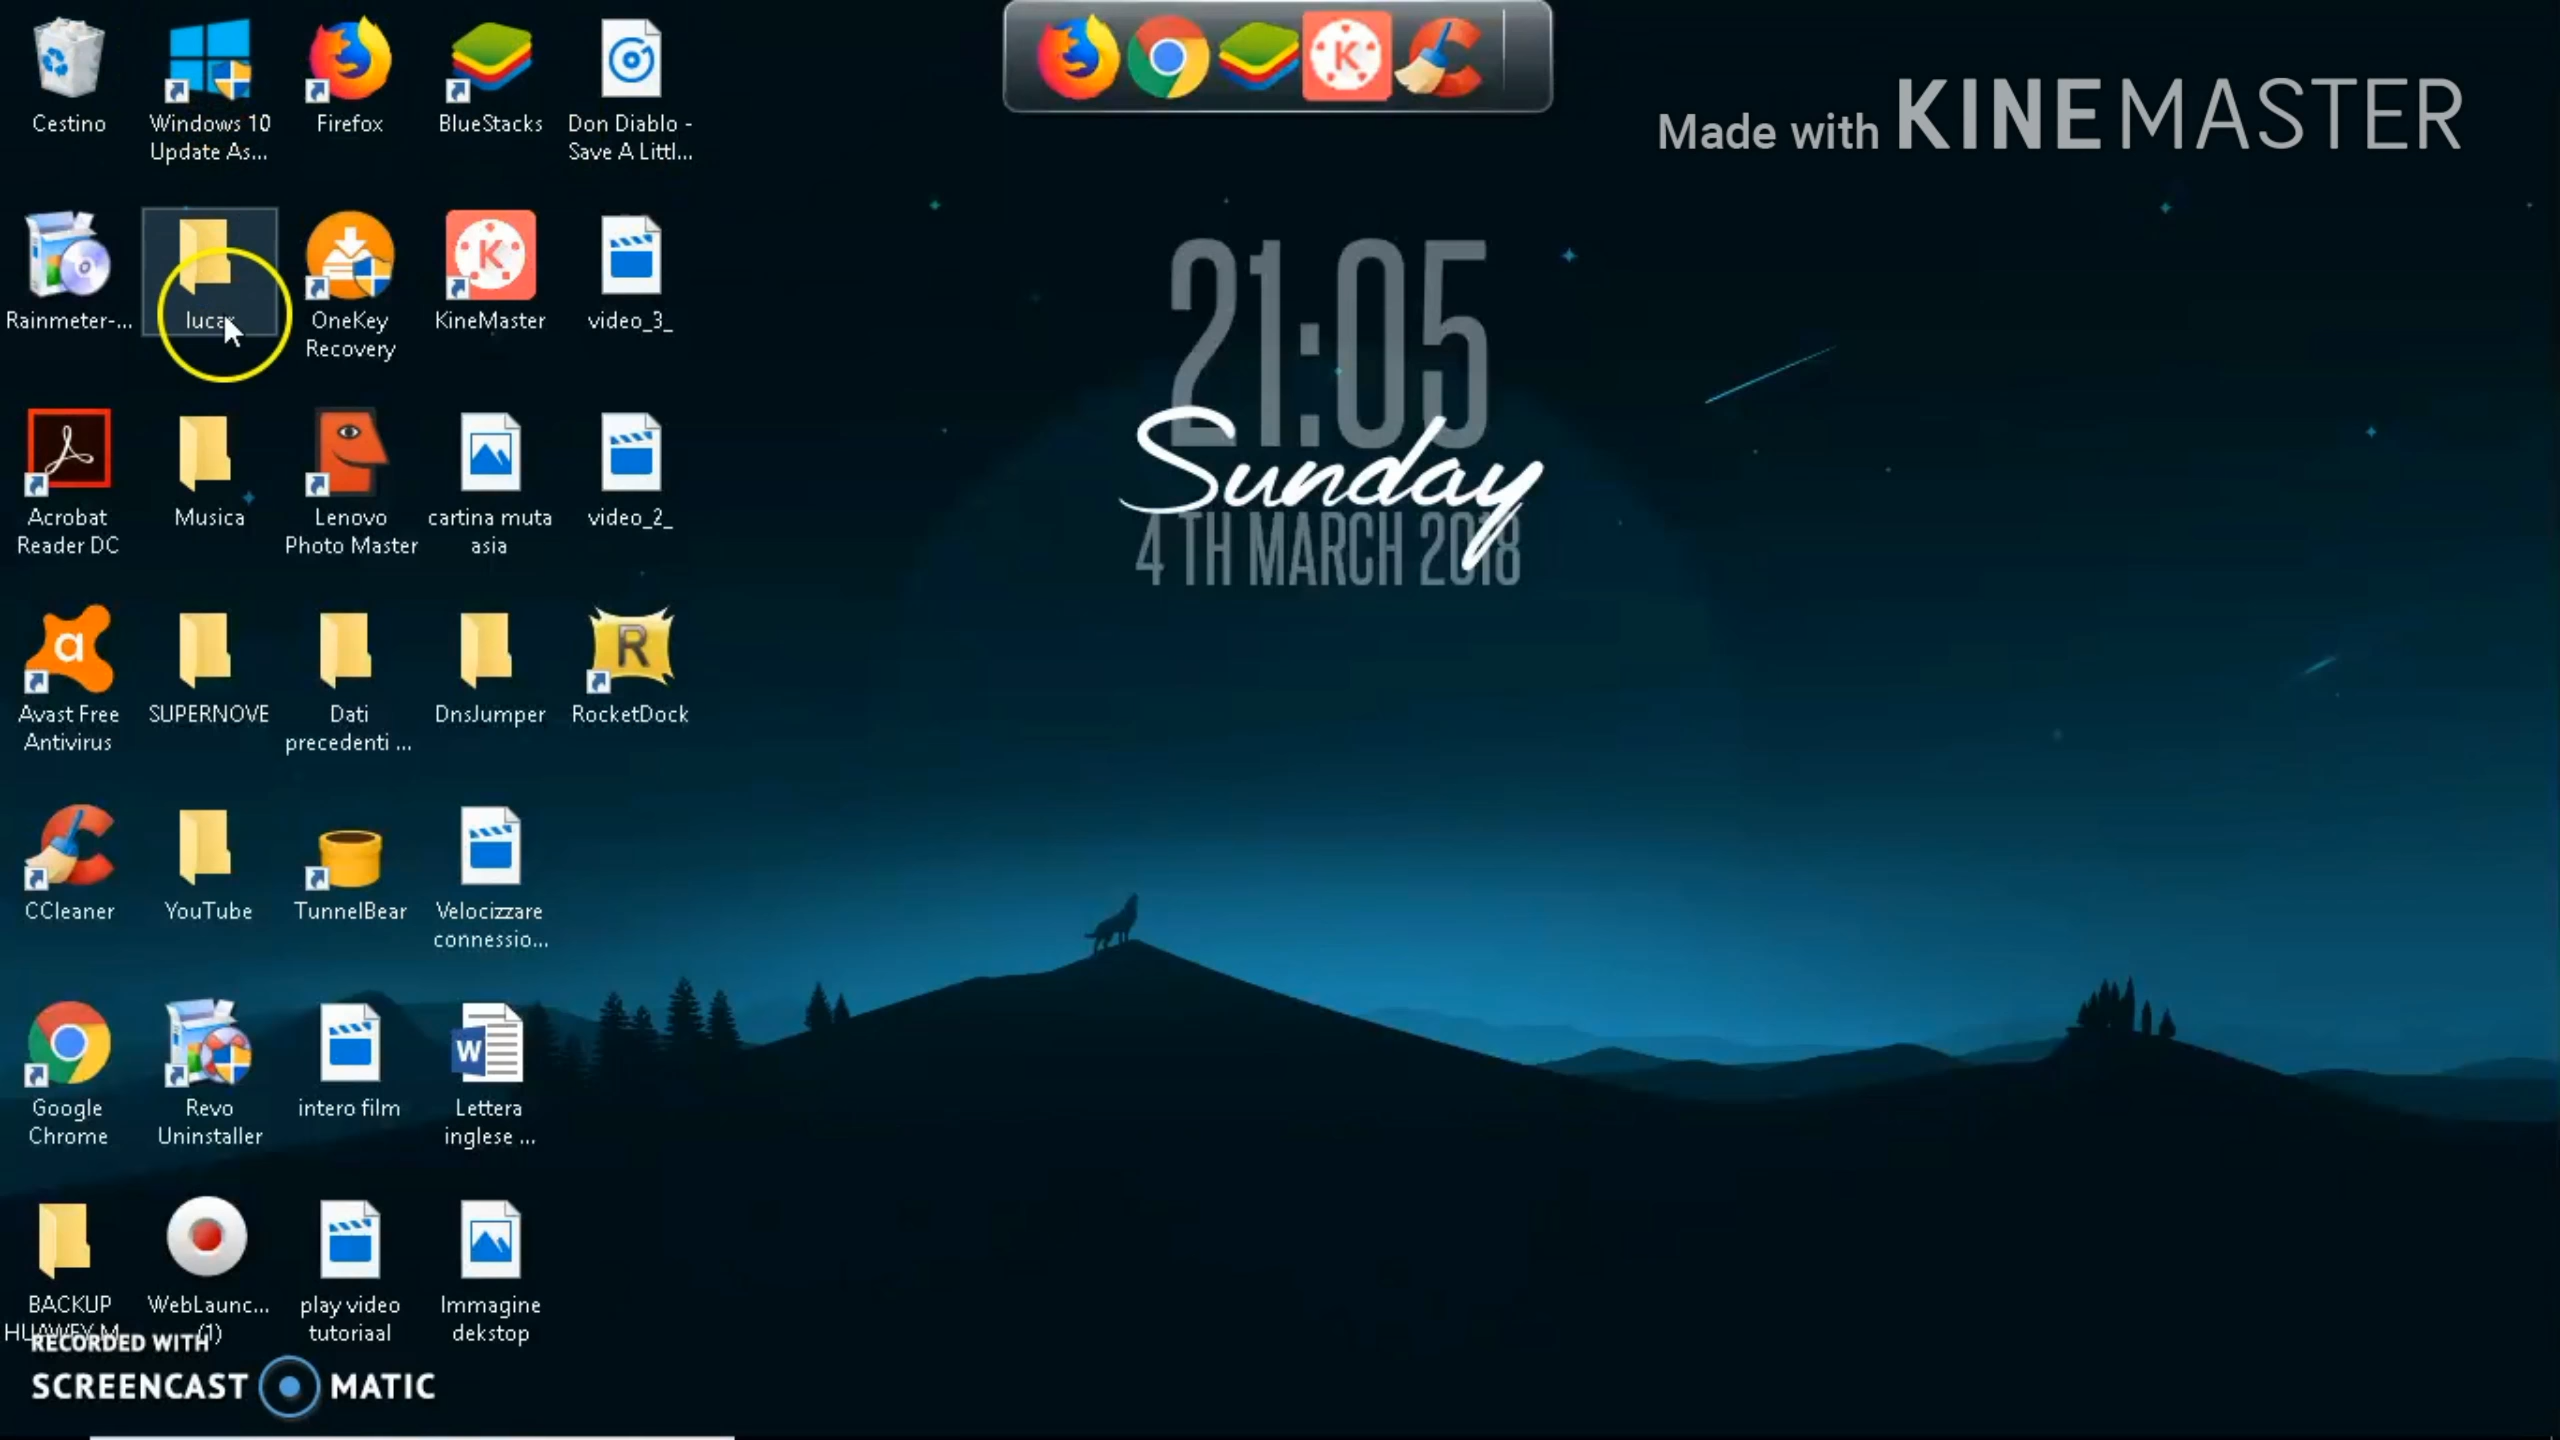 Made with KINEMASTER
Cestino
Windows 10
Update As...
Firefox
BlueStacks
Don Diablo -
Save A Littl...
Rainmeter-...
OneKey
Recovery
KineMaster
video_3_
21:05
Sunday
4 TH MARCH 2018
Acrobat
Reader DC
Musica
Lenovo
Photo Master
cartina muta
asia
video_2_
Avast Free
Antivirus
SUPERNOVE
Dati
precedenti ...
DnsJumper
RocketDock
CCleaner
YouTube
TunnelBear
Velocizzare
connessio...
Google
Chrome
Revo
Uninstaller
intero film
Lettera
inglese ...
BACKUP
WebLaunc...
(1)
play video
tutoriaal
Immagine
dekstop
RECORDED WITH
SCREENCAST MATIC